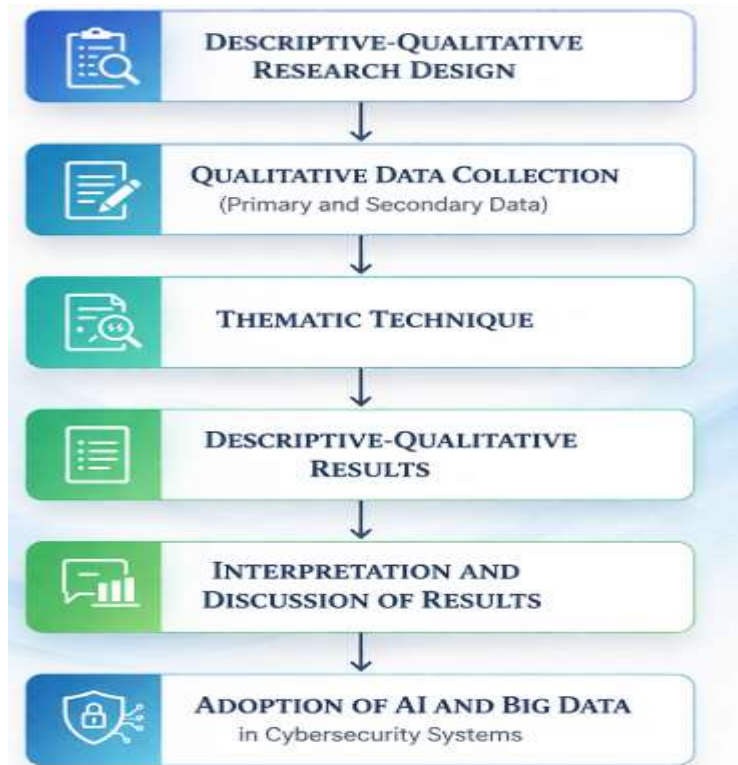 DESCRIPTIVE-QUALITATIVE
RESEARCH DESIGN
QUALITATIVE DATA COLLECTION
(Primary and Secondary Data)
THEMATIC TECHNIQUE
DESCRIPTIVE-QUALITATIVE
RESULTS
INTERPRETATION AND
DISCUSSION OF RESULTS
ADOPTION OF AI AND BIG DATA
in Cybersecurity Systems